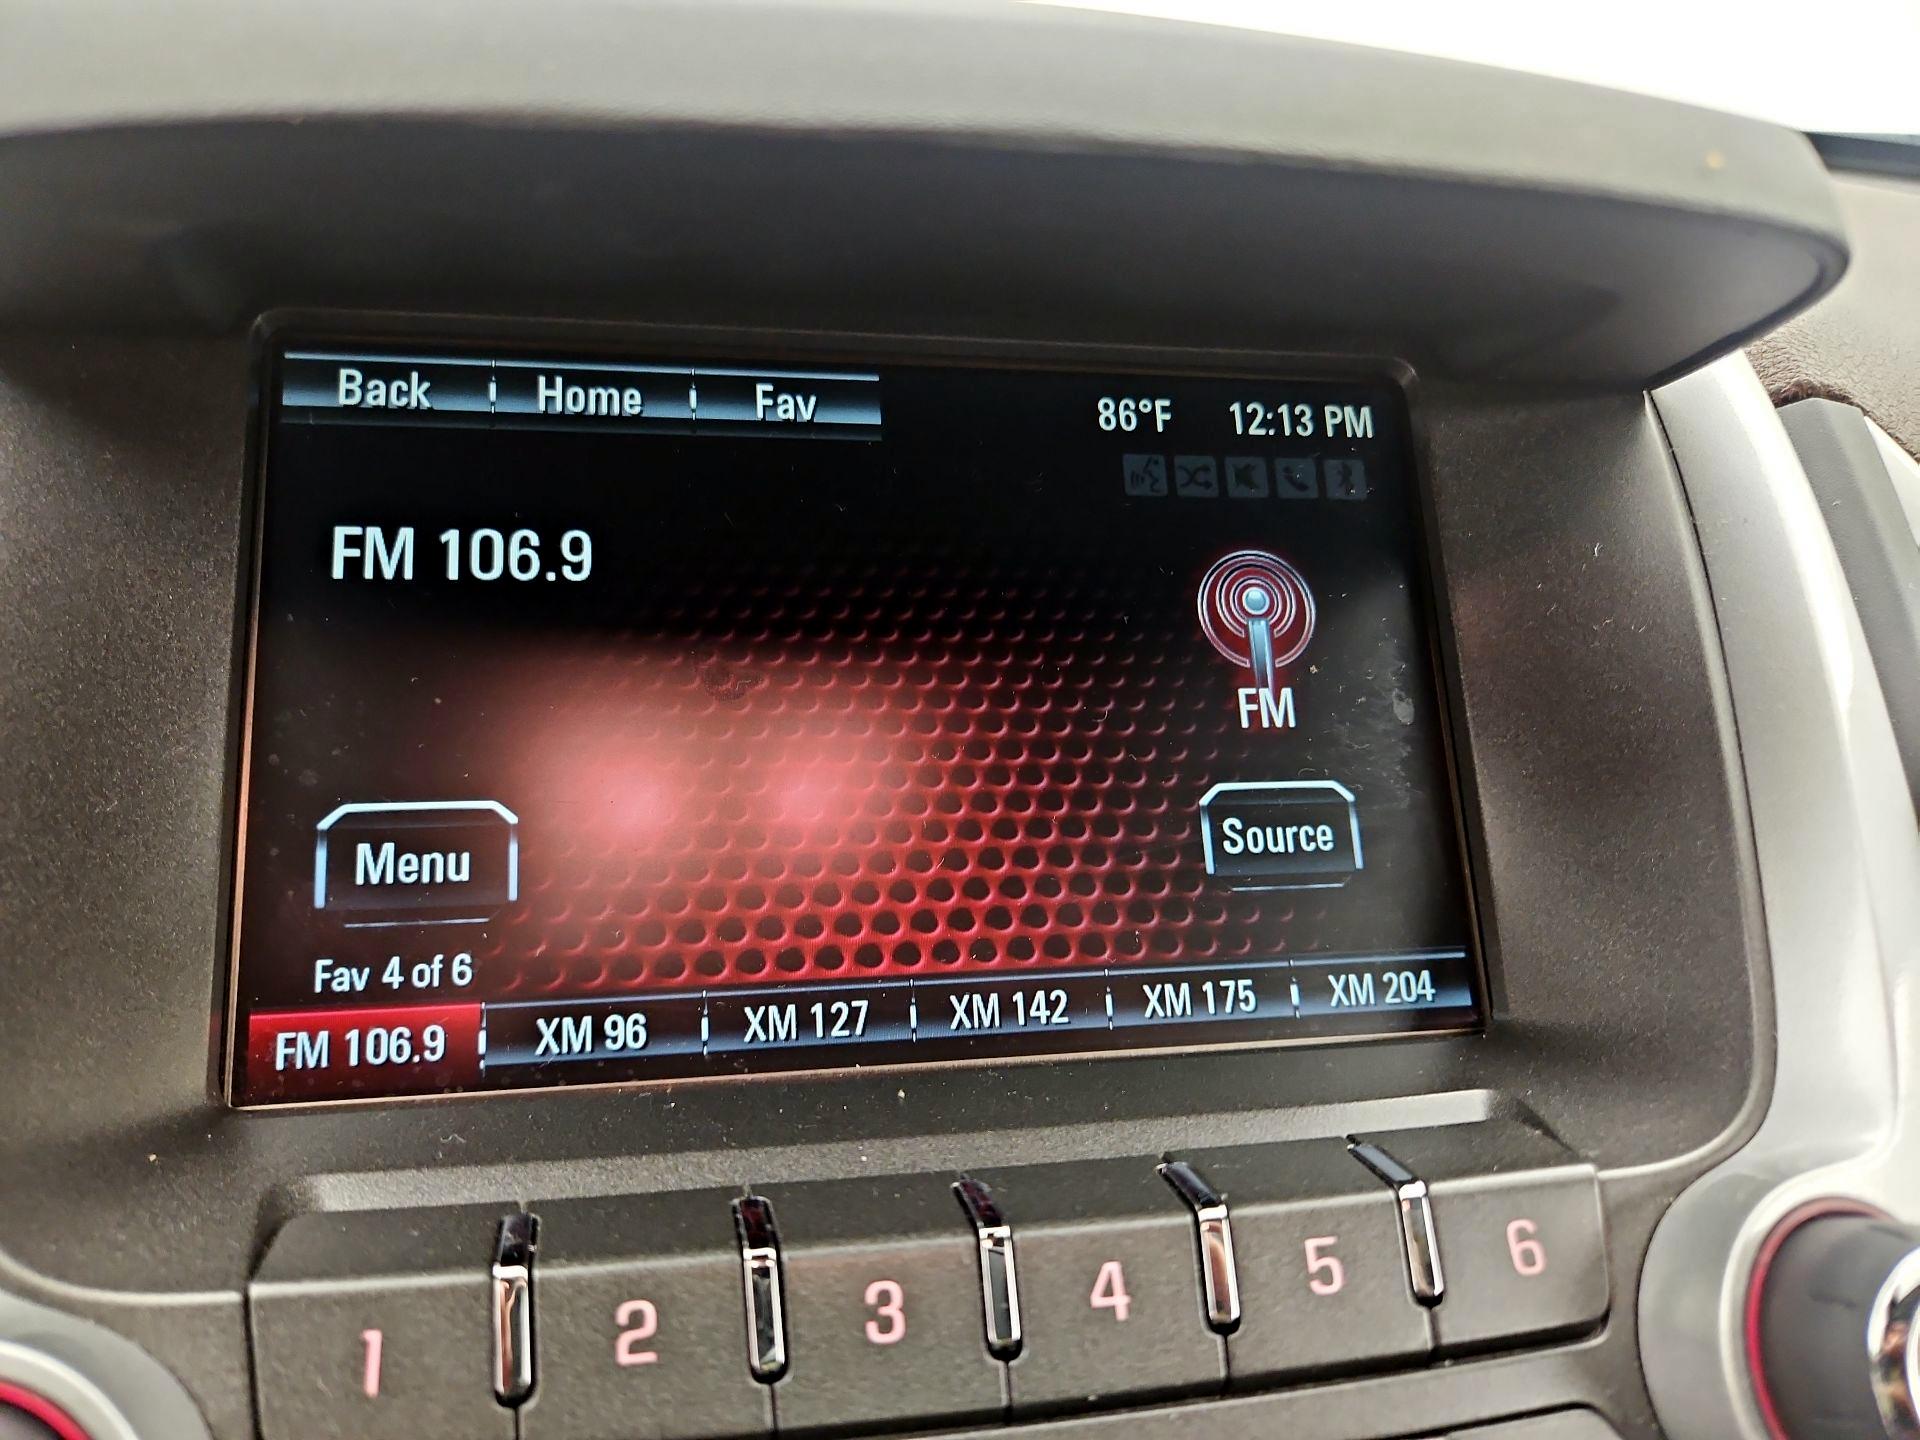 Back Home Fav 86°F 12:13 PM
FM 106.9
FM
Menu Source
Fav 4 of 6
FM 106.9 XM 96 XM 127 XM 142 XM 175 XM 204
1 2 3 4 5 6